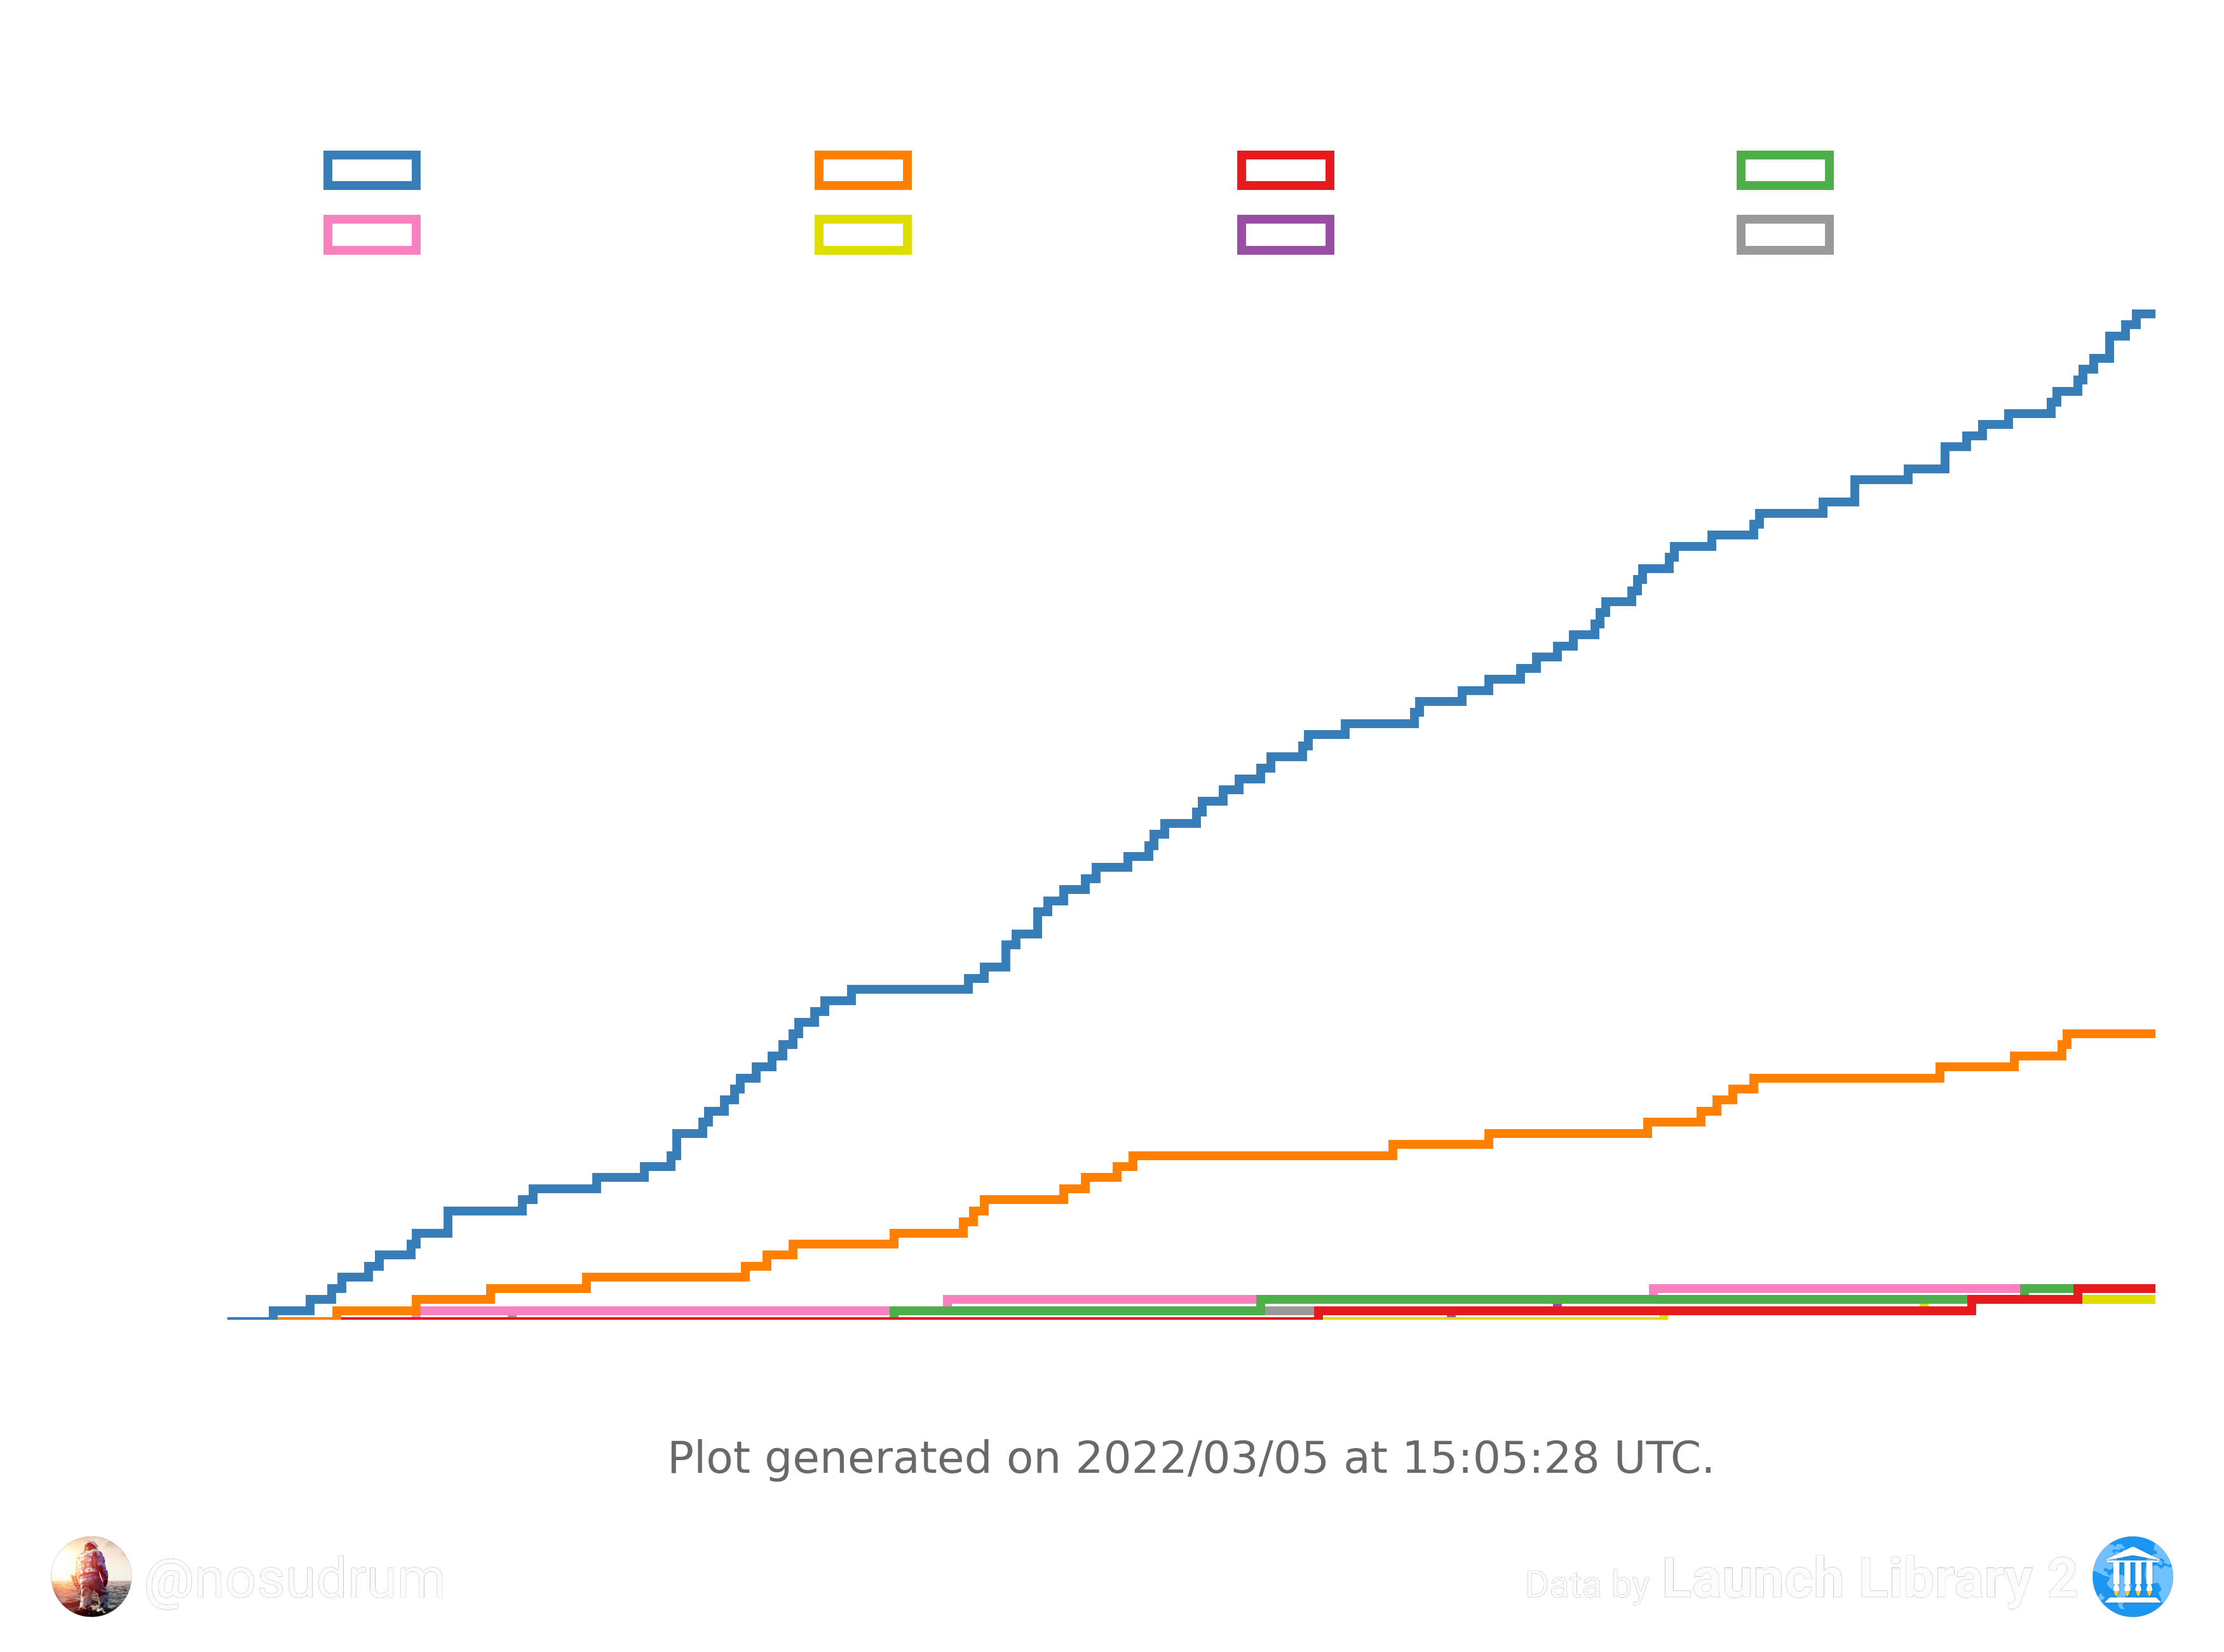 Plot generated on 2022/03/05 at 15:05:28 UTC.
@nosudrum
Data by Launch Library 2